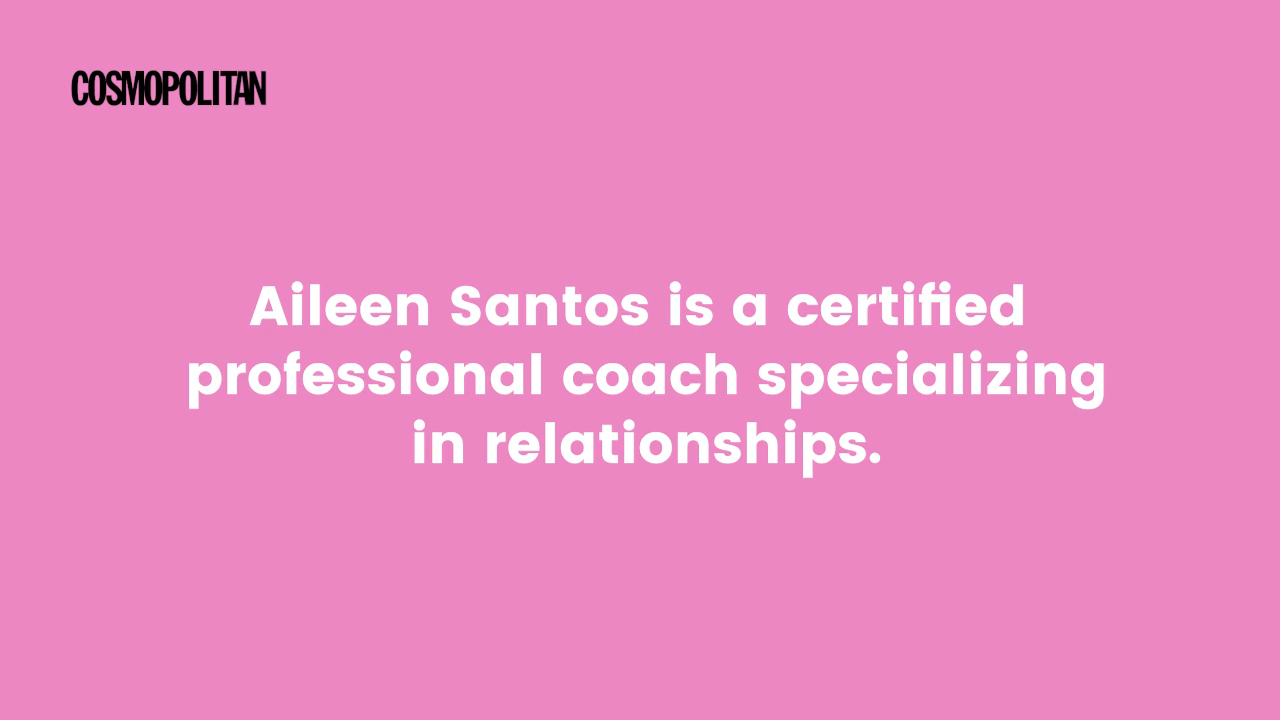 COSMOPOLITAN
Aileen Santos is a certified
professional coach specializing
in relationships.